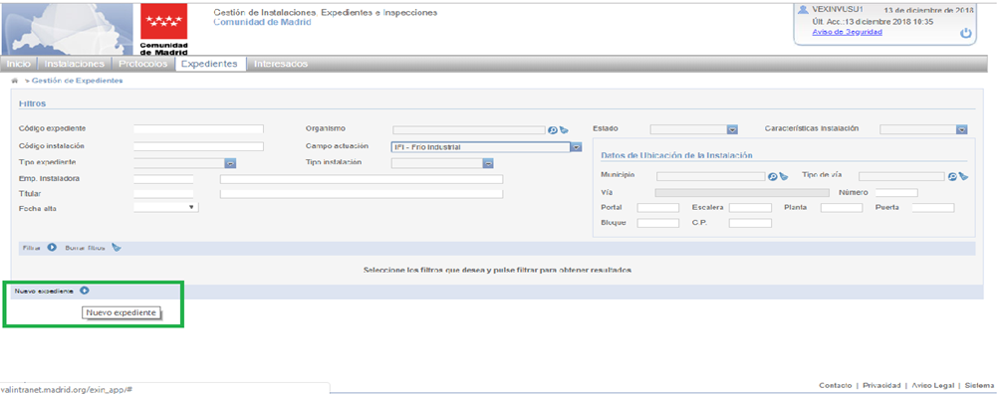 Gestión de Instalaciones, Expedientes e Inspecciones
Comunidad de Madrid
Comunidad
de Madrid
VEXINVUSU1 13 de diciembre de 2018
Últ. Acc.:13 diciembre 2018 10:35
Aviso de Seguridad
Inicio Instalaciones Protocolos Expedientes Interesados
> Gestión de Expedientes
Filtros
Código expediente Organismo Estado Características Instalación
Código instalación Campo actuación IFI - Frío Industrial
Tipo expediente Tipo instalación
Datos de Ubicación de la Instalación
Emp. Instaladora
Municipio Tipo de vía
Titular
Vía Número
Fecha alta
Portal Escalera Planta Puerta
Bloque C.P.
Filtrar Borrar filtros
Seleccione los filtros que desea y pulse filtrar para obtener resultados
Nuevo expediente
Nuevo expediente
Contacto | Privacidad | Aviso Legal | Sistema
valintranet.madrid.org/exin_app/#